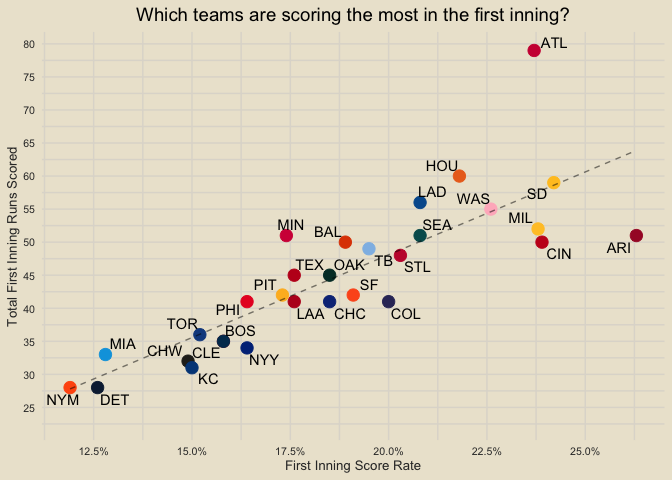 Which teams are scoring the most in the first inning?
80
75
70
65
60
55
50
45
40
35
30
25
Total First Inning Runs Scored
ATL
HOU
LAD
WAS
SD
MIL
MIN
BAL
SEA
CIN
ARI
TB
STL
TEX
OAK
PIT
SF
PHI
LAA
CHC
COL
TOR
BOS
MIA
CHW
CLE
NYY
KC
NYM
DET
12.5%
15.0%
17.5%
20.0%
22.5%
25.0%
First Inning Score Rate